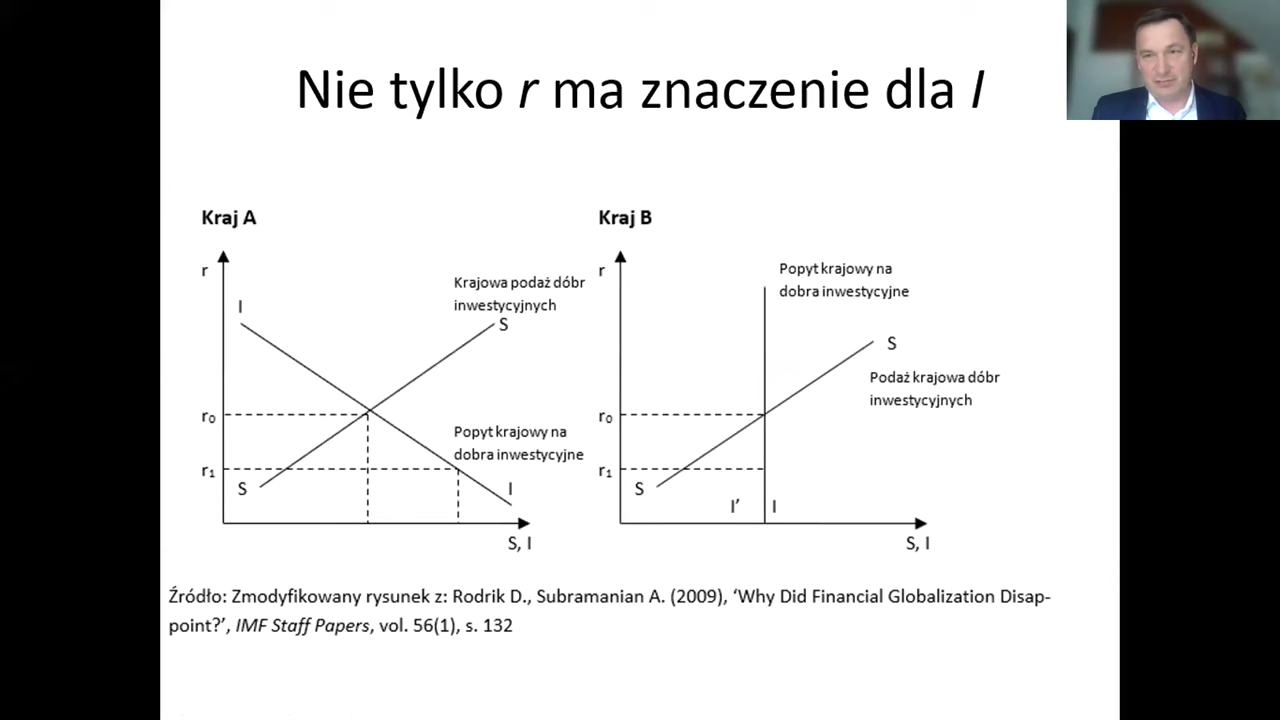 Nie tylko r ma znaczenie dla I
Kraj A
r
I
Krajowa podaż dóbr
inwestycyjnych
S
r₀
Popyt krajowy na
dobra inwestycyjne
r₁
S
I
S, I
Kraj B
r
Popyt krajowy na
dobra inwestycyjne
S
Podaż krajowa dóbr
inwestycyjnych
r₀
r₁
S
I’
I
S, I
Źródło: Zmodyfikowany rysunek z: Rodrik D., Subramanian A. (2009), ‘Why Did Financial Globalization Disap-
point?’, IMF Staff Papers, vol. 56(1), s. 132